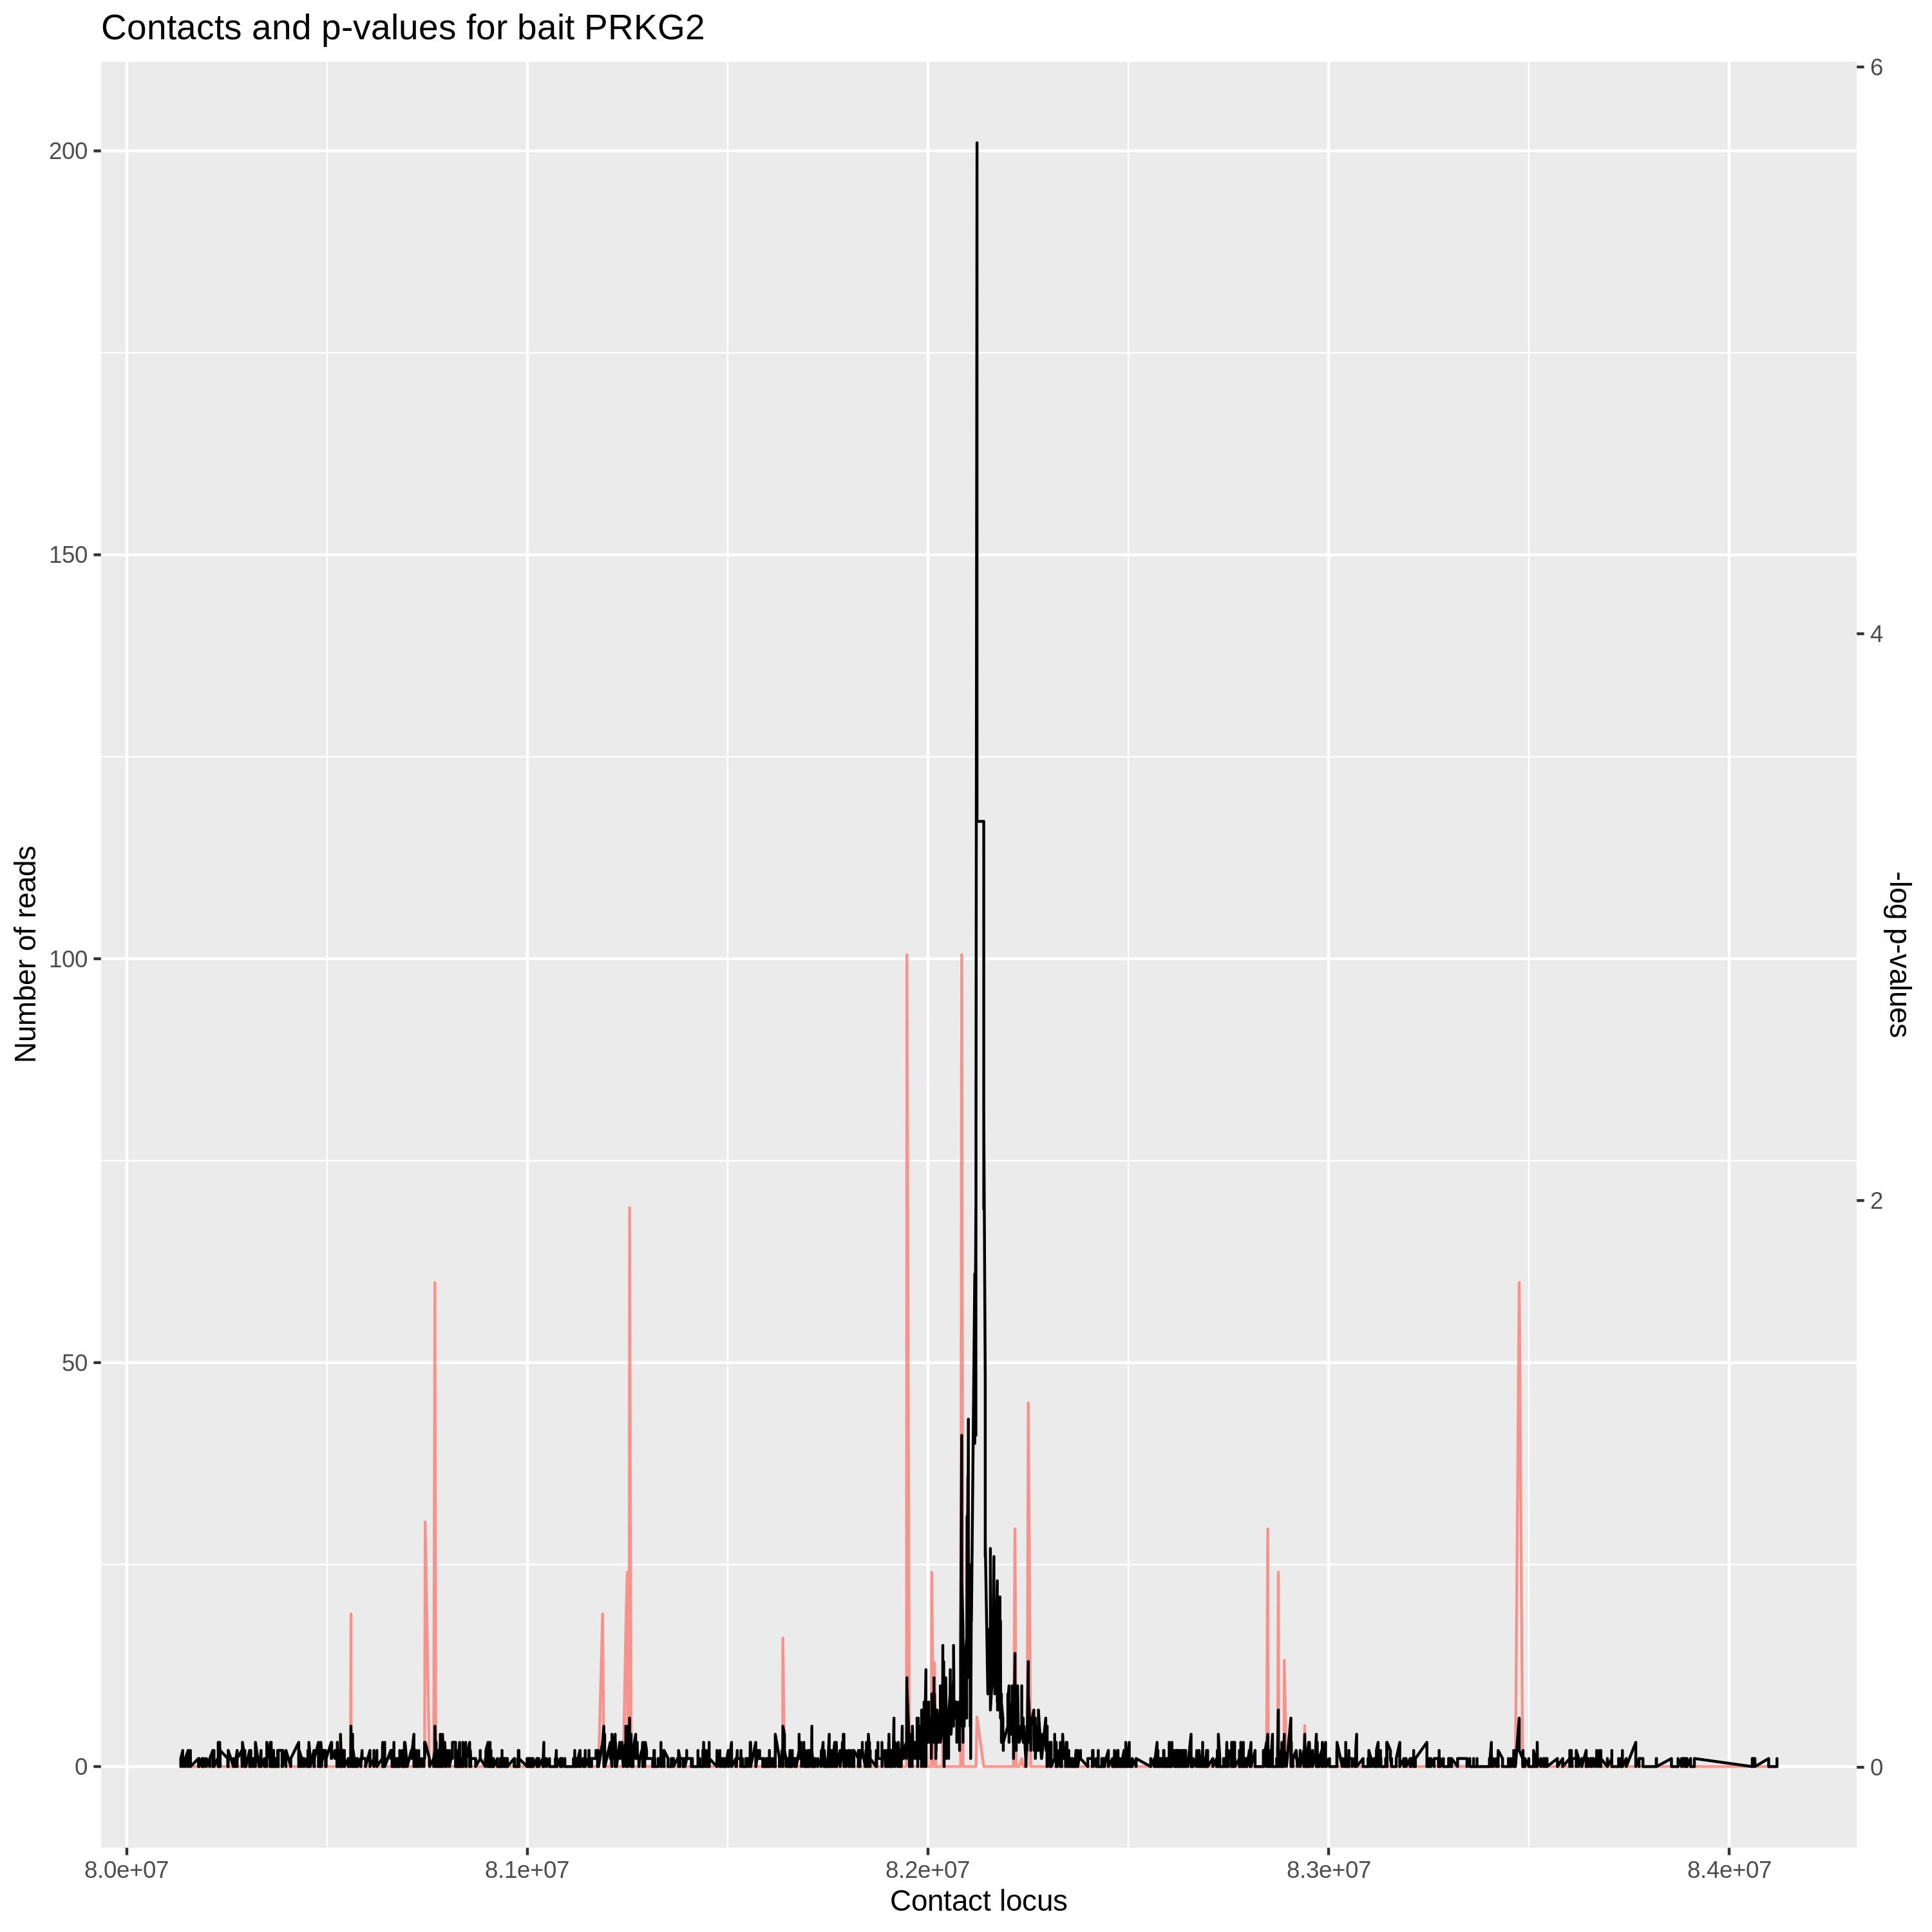 Contacts and p-values for bait PRKG2
6
200
150
4
Number of reads
-log p-values
100
2
50
0
0
8.0e+07 8.1e+07 8.2e+07 8.3e+07 8.4e+07
Contact locus